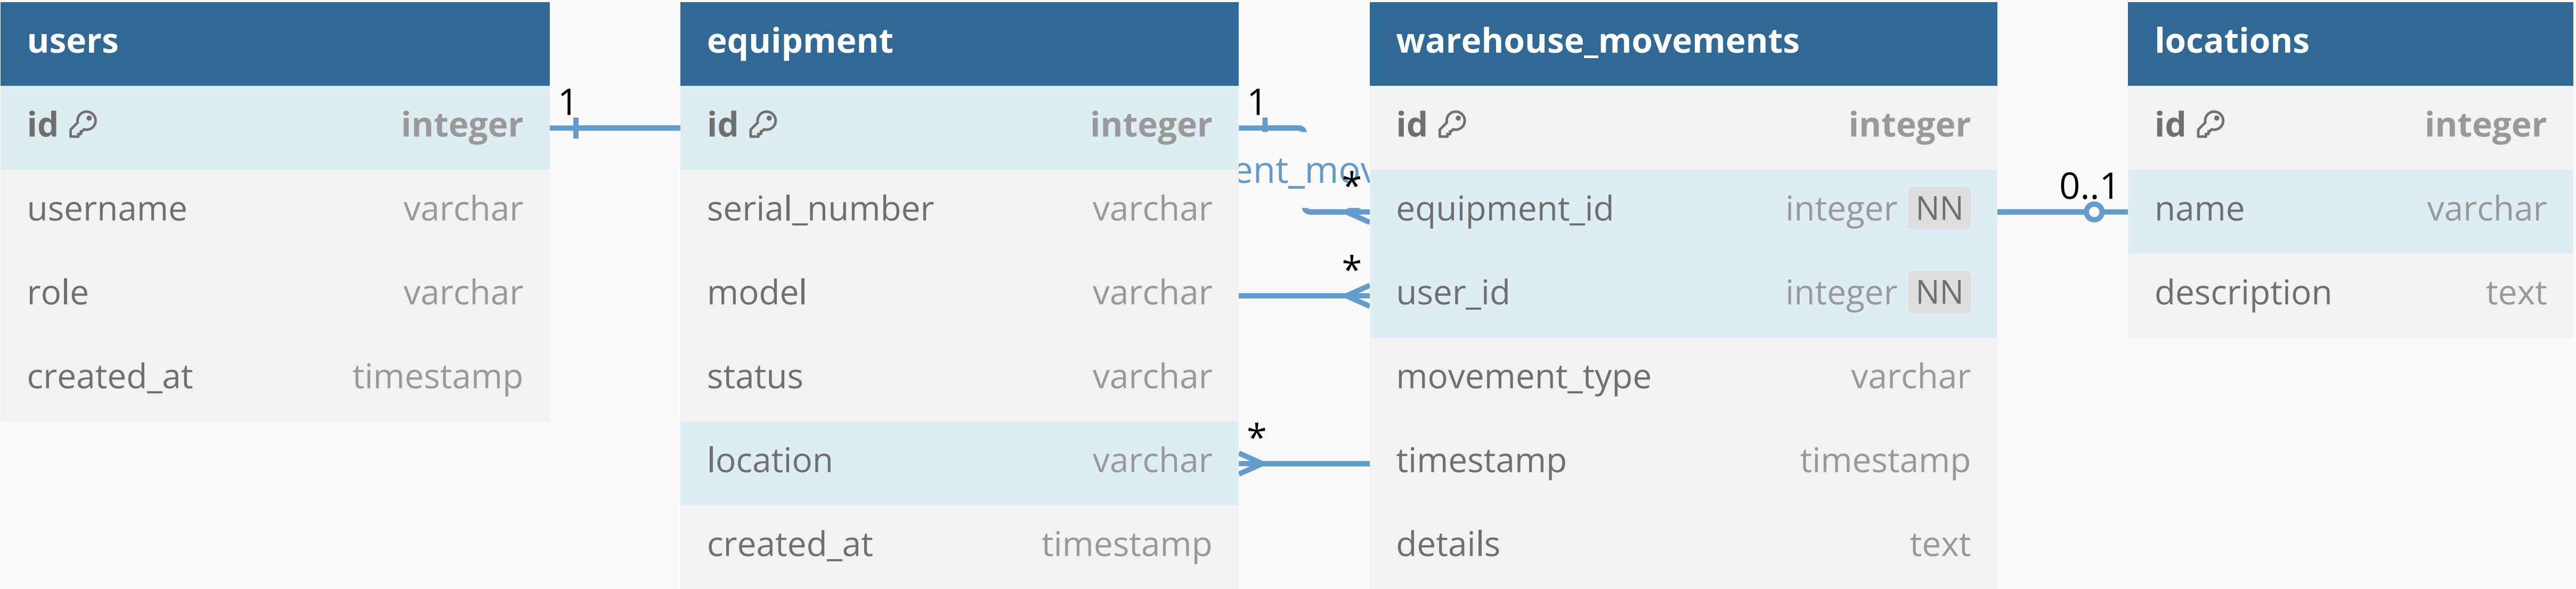 users
id integer
username varchar
role varchar
created_at timestamp
1
equipment
id integer
serial_number varchar
model varchar
status varchar
location varchar
created_at timestamp
1
ent_mov
*
*
*
warehouse_movements
id integer
equipment_id integer NN
user_id integer NN
movement_type varchar
timestamp timestamp
details text
0..1
locations
id integer
name varchar
description text